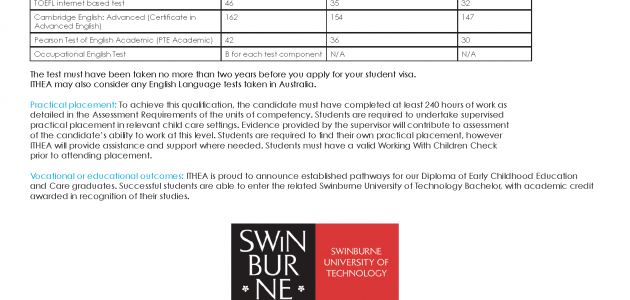 TOEFL internet based test 46 35 32
Cambridge English: Advanced (Certificate in 162 154 147
Advanced English)
Pearson Test of English Academic (PTE Academic) 42 36 30
Occupational English Test B for each test component N/A N/A
The test must have been taken no more than two years before you apply for your student visa.
ITHEA may also consider any English Language tests taken in Australia.
Practical placement: To achieve this qualification, the candidate must have completed at least 240 hours of work as
detailed in the Assessment Requirements of the units of competency. Students are required to undertake supervised
practical placement in relevant child care settings. Evidence provided by the supervisor will contribute to assessment
of the candidate's ability to work at this level. Students are required to find their own practical placement, however
ITHEA will provide assistance and support where needed. Students must have a valid Working With Children Check
prior to attending placement.
Vocational or educational outcomes: ITHEA is proud to announce established pathways for our Diploma of Early Childhood Education
and Care graduates. Successful students are able to enter the related Swinburne University of Technology Bachelor, with academic credit
awarded in recognition of their studies.
SWIN
BUR
NE
SWINBURNE
UNIVERSITY OF
TECHNOLOGY